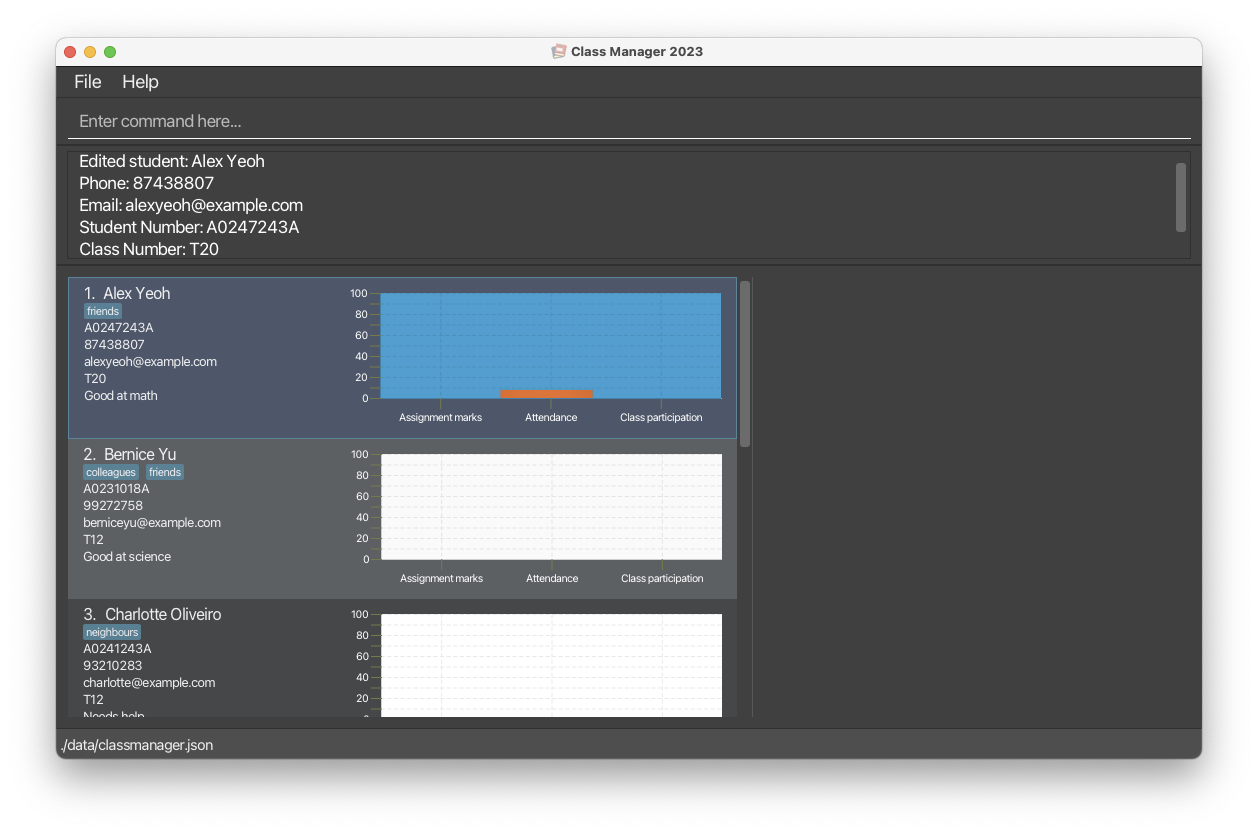 Class Manager 2023
File Help
Enter command here...
Edited student: Alex Yeoh
Phone: 87438807
Email: alexyeoh@example.com
Student Number: A0247243A
Class Number: T20
1. Alex Yeoh
friends
A0247243A
87438807
alexyeoh@example.com
T20
Good at math
100
80
60
40
20
0
Assignment marks Attendance Class participation
2. Bernice Yu
colleagues friends
A0231018A
99272758
berniceyu@example.com
T12
Good at science
100
80
60
40
20
0
Assignment marks Attendance Class participation
3. Charlotte Oliveiro
neighbours
A0241243A
93210283
charlotte@example.com
T12
Needs help
100
80
60
40
20
0
./data/classmanager.json